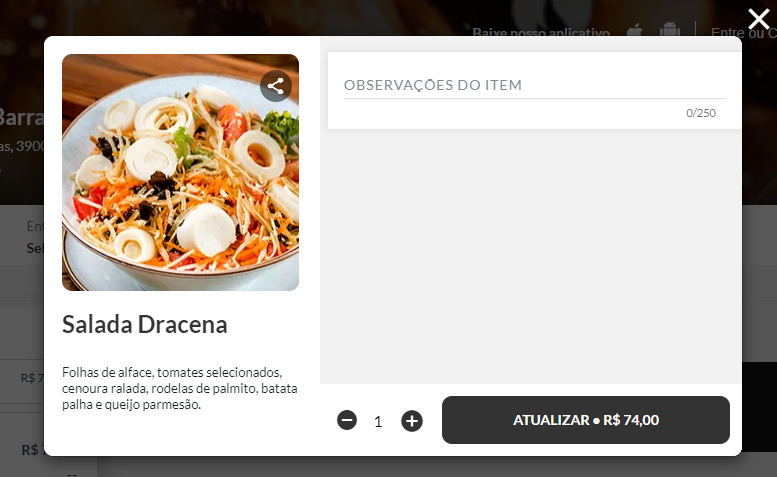 Baixe nosso aplicativo
Entre ou C
OBSERVAÇÕES DO ITEM
0/250
Barra
as, 3900
Ent
Sel
Salada Dracena
Folhas de alface, tomates selecionados,
cenoura ralada, rodelas de palmito, batata
palha e queijo parmesão.
R$ 7
R$ 7
1
ATUALIZAR ● R$ 74,00